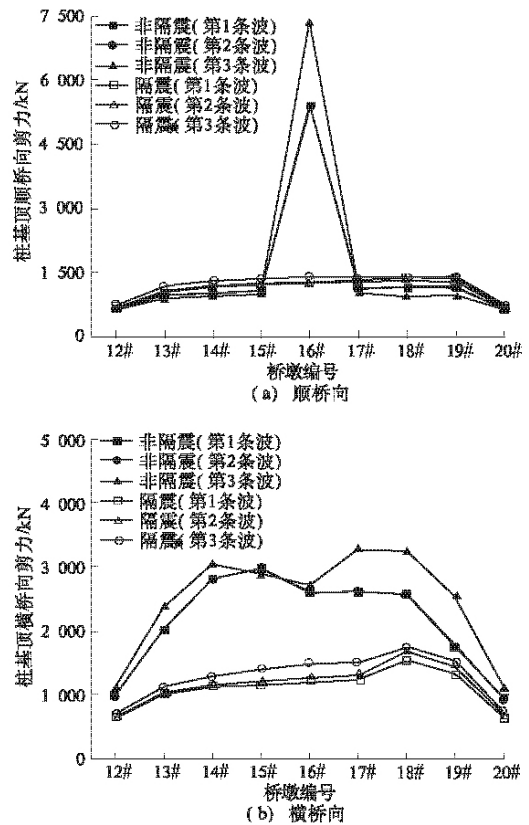 7 500
6 000
4 500
3 000
1 500
0
桩基顶顺桥向剪力/kN
非隔震(第1条波)
非隔震(第2条波)
非隔震(第3条波)
隔震(第1条波)
隔震(第2条波)
隔震(第3条波)
12# 13# 14# 15# 16# 17# 18# 19# 20#
桥墩编号
(a) 顺桥向
5 000
4 000
3 000
2 000
1 000
0
桩基顶横桥向剪力/kN
非隔震(第1条波)
非隔震(第2条波)
非隔震(第3条波)
隔震(第1条波)
隔震(第2条波)
隔震(第3条波)
12# 13# 14# 15# 16# 17# 18# 19# 20#
桥墩编号
(b) 横桥向